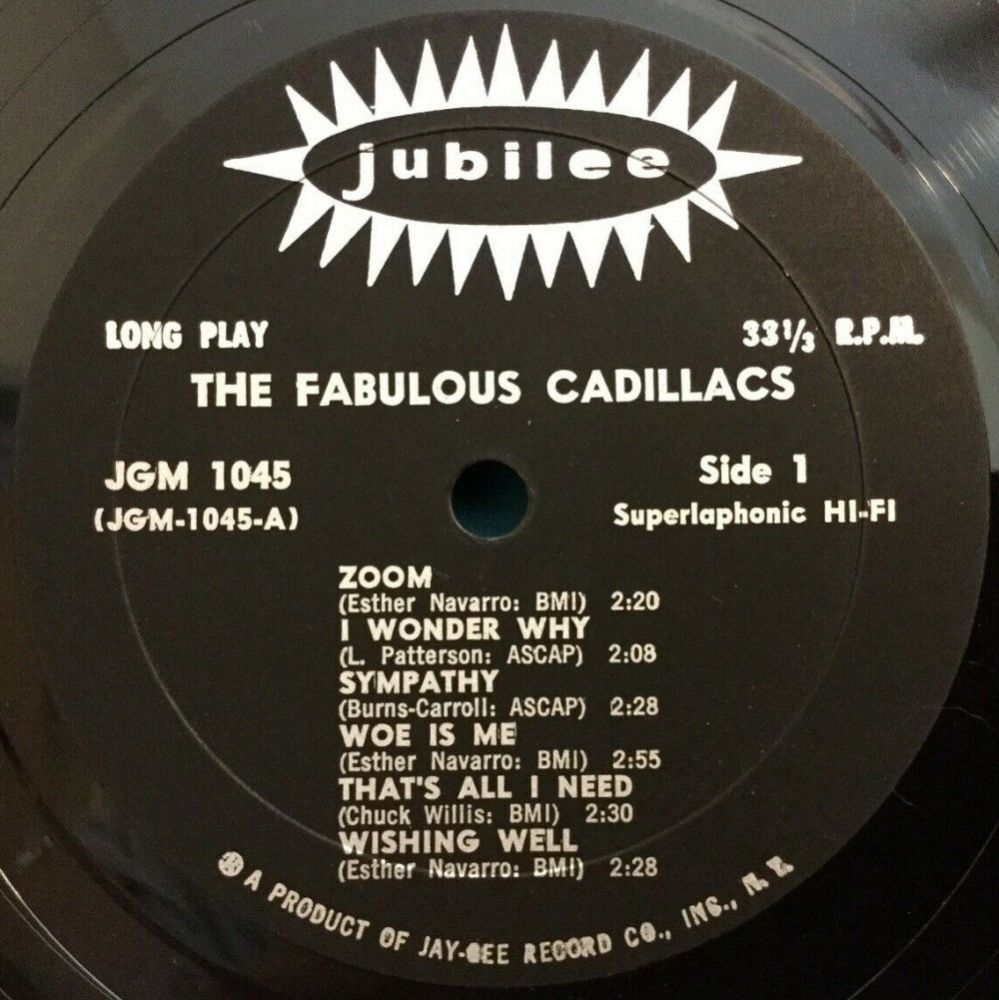 jubilee
LONG PLAY 33 1/3 R.P.M.
THE FABULOUS CADILLACS
JGM 1045 Side 1
(JGM-1045-A) Superlaphonic HI-FI
ZOOM
(Esther Navarro: BMI) 2:20
I WONDER WHY
(L. Patterson: ASCAP) 2:08
SYMPATHY
(Burns-Carroll: ASCAP) 2:28
WOE IS ME
(Esther Navarro: BMI) 2:55
THAT'S ALL I NEED
(Chuck Willis: BMI) 2:30
WISHING WELL
(Esther Navarro: BMI) 2:28
A PRODUCT OF JAY-GEE RECORD CO., INC., N. Y.